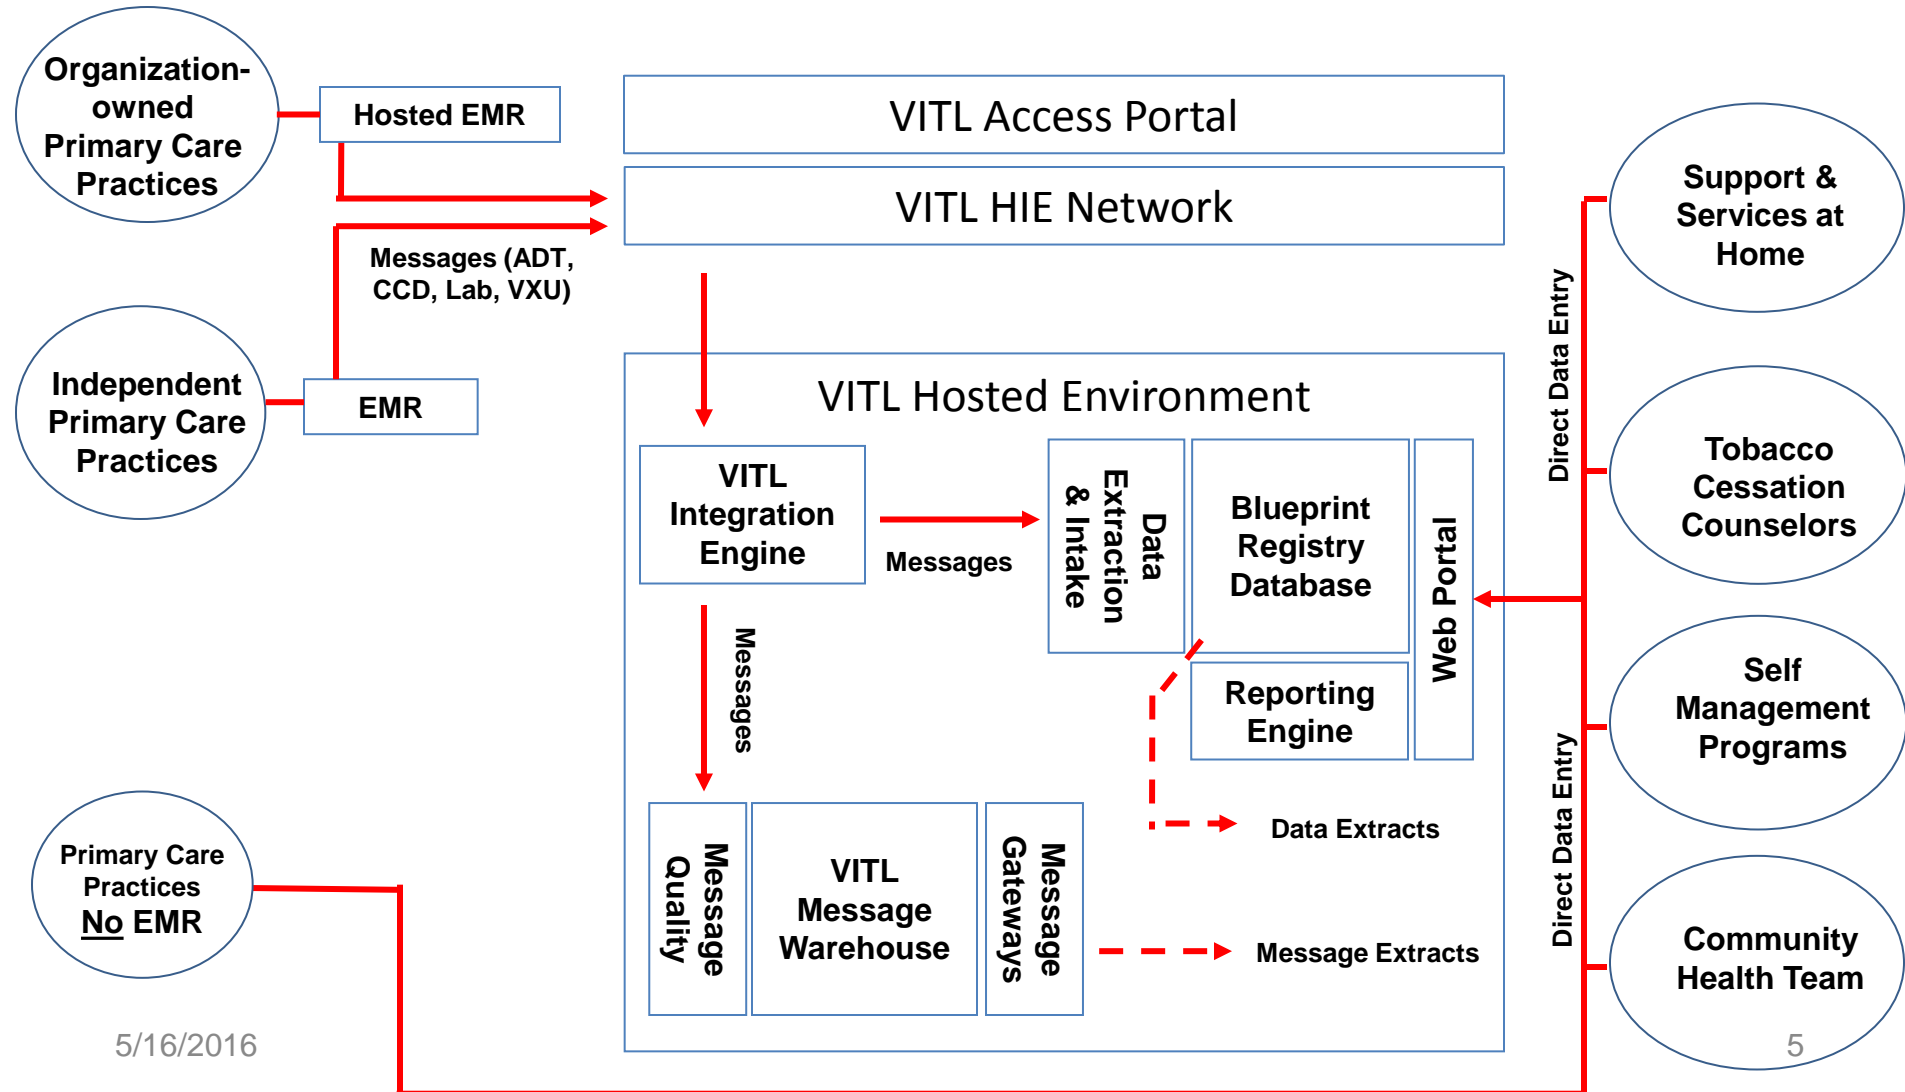 Organization-
owned
Primary Care
Practices
Hosted EMR
VITL Access Portal
VITL HIE Network
Messages (ADT,
CCD, Lab, VXU)
Independent
Primary Care
Practices
EMR
Primary Care
Practices
No EMR
VITL Hosted Environment
VITL
Integration
Engine
Messages
Data
Extraction
& Intake
Blueprint
Registry
Database
Web Portal
Reporting
Engine
Messages
Message
Quality
VITL
Message
Warehouse
Message
Gateways
Data Extracts
Message Extracts
Direct Data Entry
Direct Data Entry
Support &
Services at
Home
Tobacco
Cessation
Counselors
Self
Management
Programs
Community
Health Team
5/16/2016
5